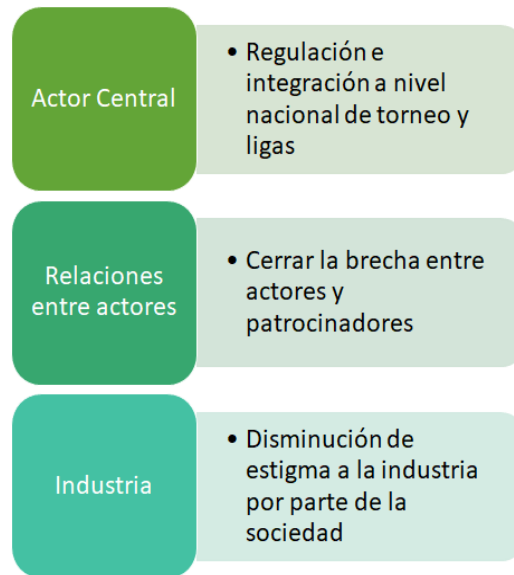 Actor Central
• Regulación e
integración a nivel
nacional de torneo y
ligas
Relaciones
entre actores
• Cerrar la brecha entre
actores y
patrocinadores
Industria
• Disminución de
estigma a la industria
por parte de la
sociedad